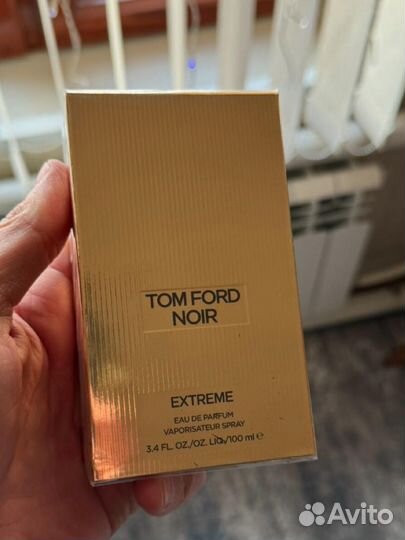 TOM FORD
NOIR
EXTREME
EAU DE PARFUM
VAPORISATEUR SPRAY
3.4 FL. OZ./OZ. LIQ./100 ml ℮
Avito